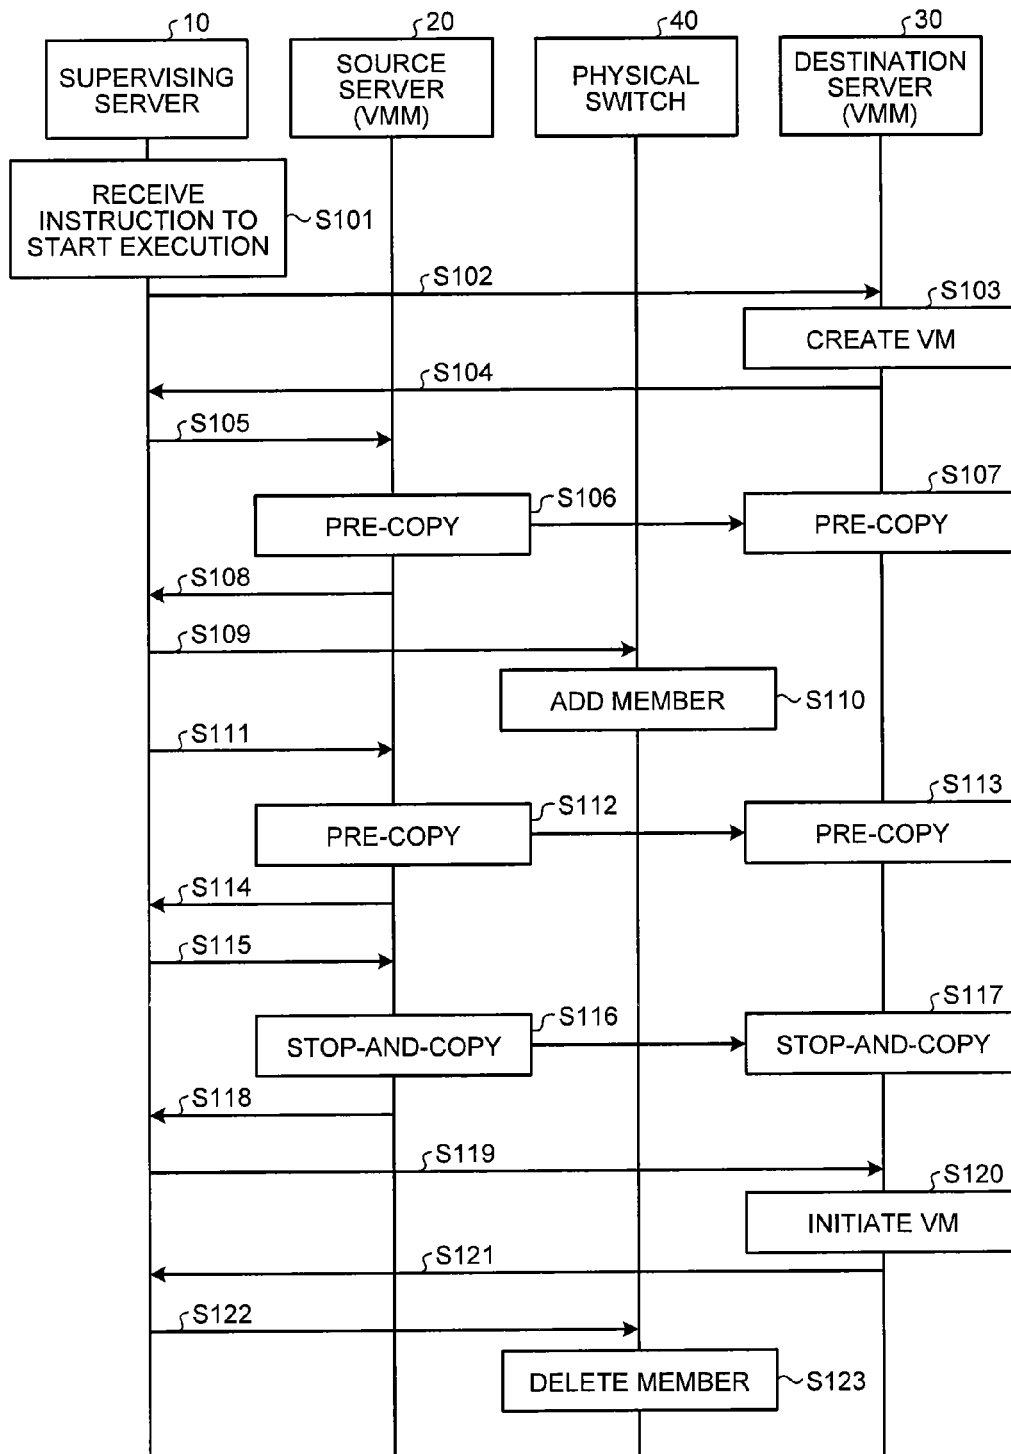 10
20
40
30
SUPERVISING
SERVER
SOURCE
SERVER
(VMM)
PHYSICAL
SWITCH
DESTINATION
SERVER
(VMM)
RECEIVE
INSTRUCTION TO
START EXECUTION
S101
S102
S103
CREATE VM
S104
S105
S106
PRE-COPY
S107
PRE-COPY
S108
S109
ADD MEMBER
S110
S111
S112
PRE-COPY
S113
PRE-COPY
S114
S115
S116
STOP-AND-COPY
S117
STOP-AND-COPY
S118
S119
S120
INITIATE VM
S121
S122
DELETE MEMBER
S123